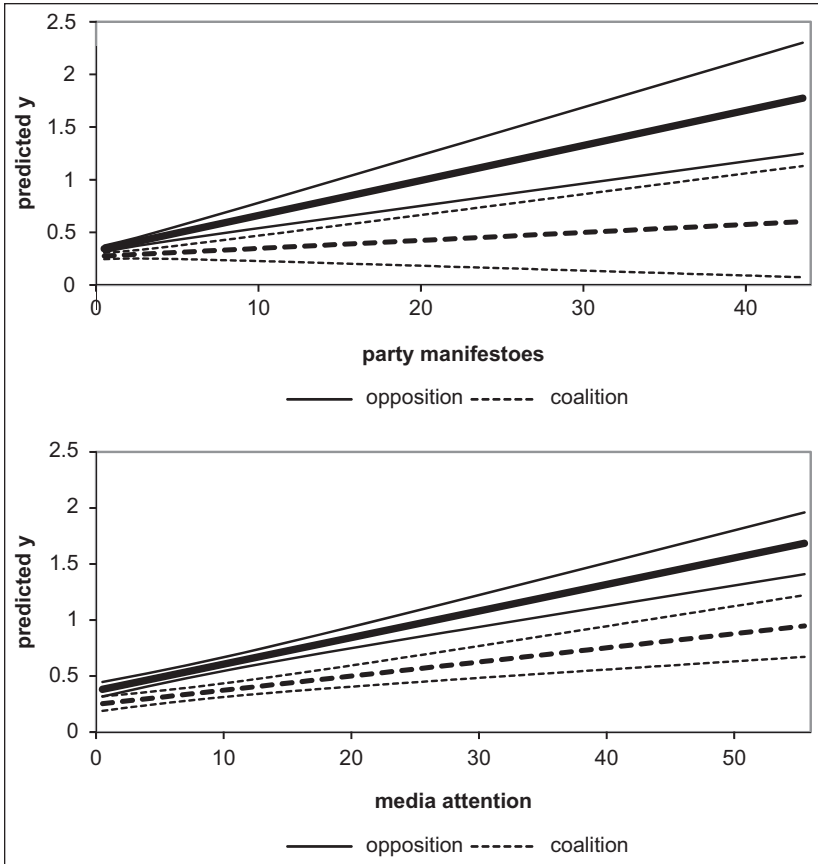 2.5
2
1.5
1
0.5
0
predicted y
0 10 20 30 40
party manifestoes
opposition coalition
2.5
2
1.5
1
0.5
0
predicted y
0 10 20 30 40 50
media attention
opposition coalition